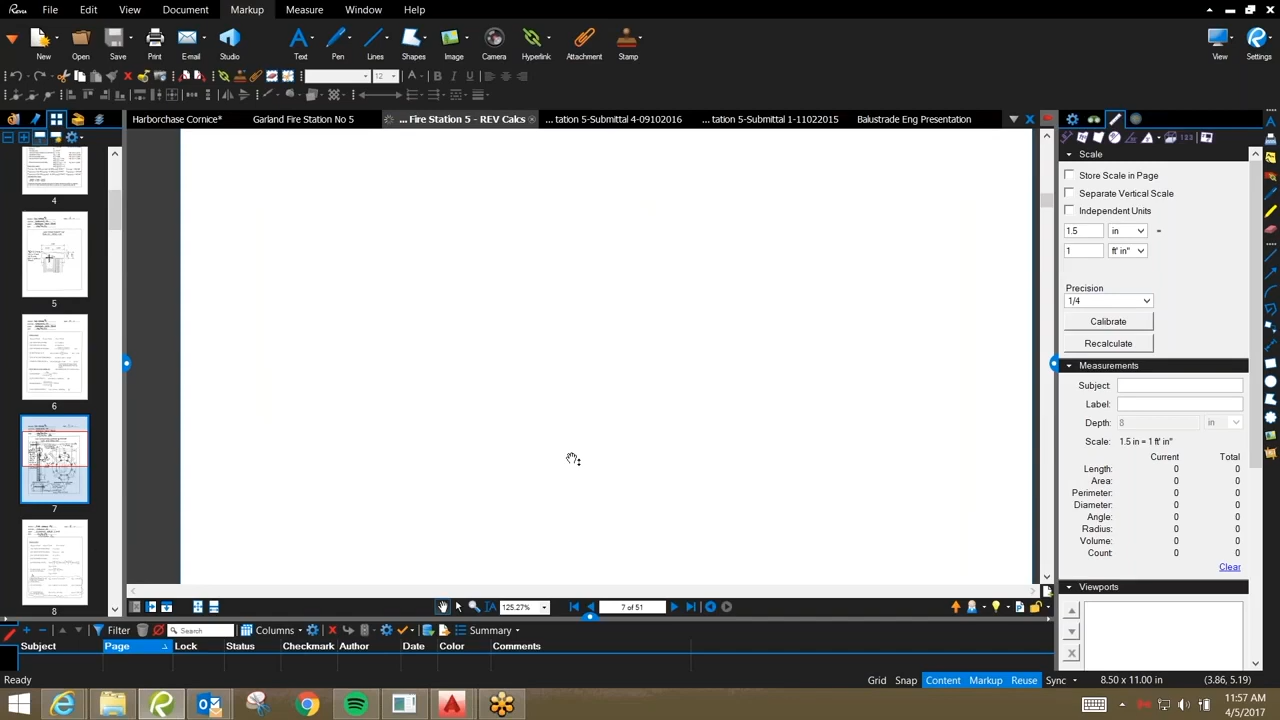 Revu File Edit View Document Markup Measure Window Help
New Open Save Print E-mail Studio Text Pen Lines Shapes Image Camera Hyperlink Attachment Stamp View Settings
12 A B I U
Harborchase Cornice* Garland Fire Station No 5 ... Fire Station 5 - REV Calcs ... tation 5-Submittal 4-09102016 ... tation 5-Submittal 1-11022015 Balustrade Eng Presentation
Scale
Store Scale in Page
Separate Vertical Scale
Independent Units
1.5 in =
1 ft' in"
Precision
1/4
Calibrate
Recalculate
Measurements
Subject:
Label:
Depth: 8 in
Scale: 1.5 in = 1 ft' in"
Current Total
Length: 0 0
Area: 0 0
Perimeter: 0 0
Diameter: 0 0
Angle: 0 0
Radius: 0 0
Volume: 0 0
Count: 0 0
Clear
Viewports
4
5
6
7
8
125.27% 7 of 51
Filter Search Columns Summary
Subject Page Lock Status Checkmark Author Date Color Comments
Ready Grid Snap Content Markup Reuse Sync 8.50 x 11.00 in (3.86, 5.19)
11:57 AM
4/5/2017